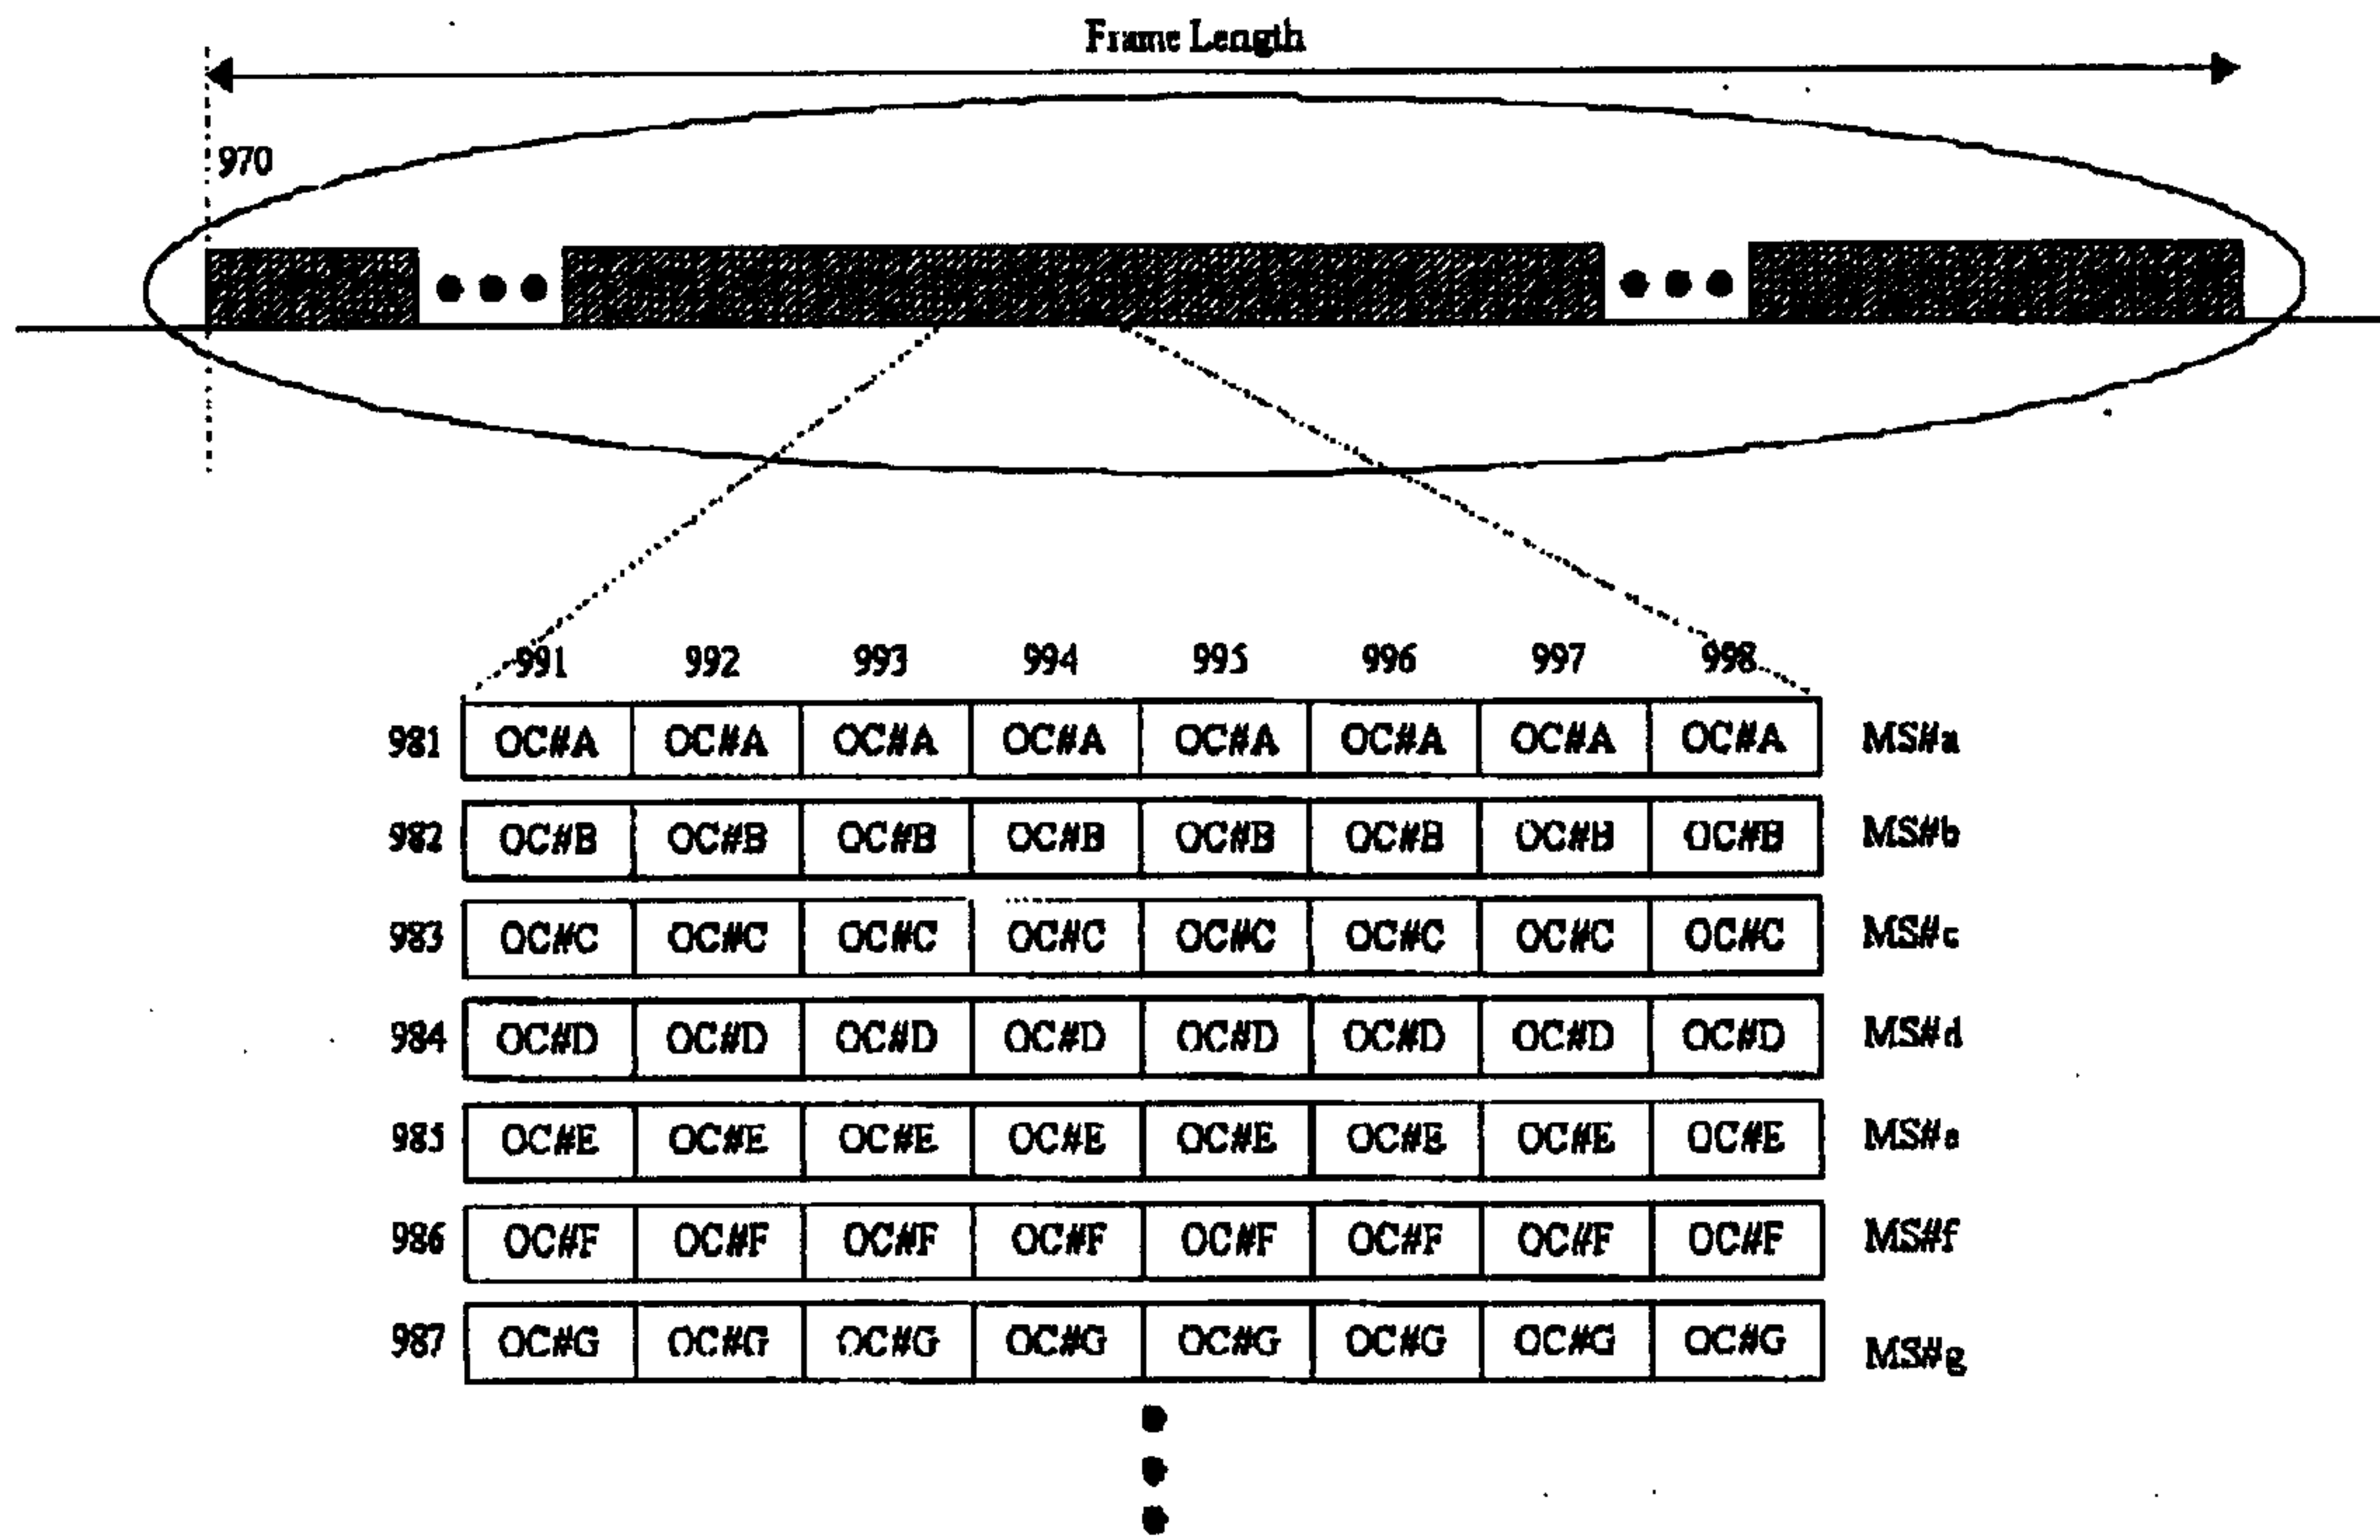 Frame Length
970
991 992 993 994 995 996 997 998
981 OC#A OC#A OC#A OC#A OC#A OC#A OC#A OC#A MS#a
982 OC#B OC#B OC#B OC#B OC#B OC#B OC#B OC#B MS#b
983 OC#C OC#C OC#C OC#C OC#C OC#C OC#C OC#C MS#c
984 OC#D OC#D OC#D OC#D OC#D OC#D OC#D OC#D MS#d
985 OC#E OC#E OC#E OC#E OC#E OC#E OC#E OC#E MS#e
986 OC#F OC#F OC#F OC#F OC#F OC#F OC#F OC#F MS#f
987 OC#G OC#G OC#G OC#G OC#G OC#G OC#G OC#G MS#g